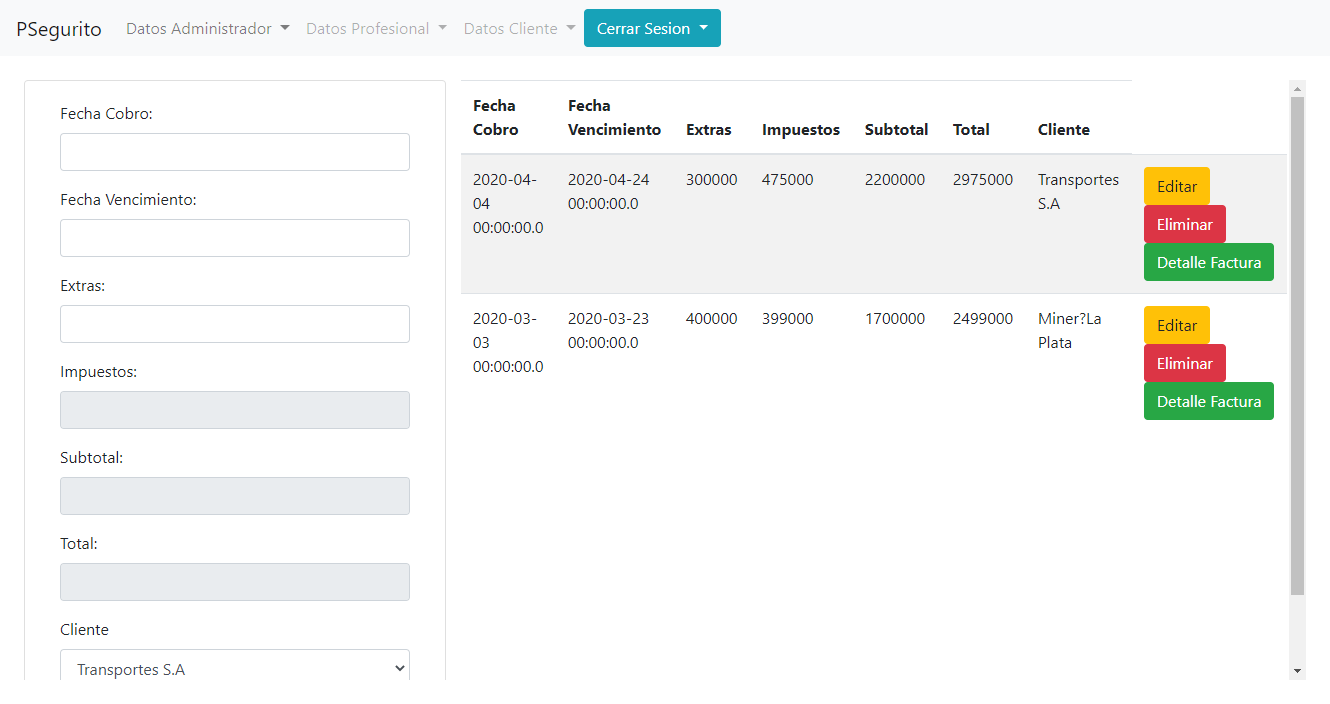 PSegurito Datos Administrador Datos Profesional Datos Cliente Cerrar Sesion
Fecha Cobro:
Fecha Vencimiento:
Extras:
Impuestos:
Subtotal:
Total:
Cliente
Transportes S.A
Fecha Fecha
Cobro Vencimiento Extras Impuestos Subtotal Total Cliente
2020-04- 2020-04-24 300000 475000 2200000 2975000 Transportes Editar
04 00:00:00.0 S.A
00:00:00.0 Eliminar
Detalle Factura
2020-03- 2020-03-23 400000 399000 1700000 2499000 Miner?La Editar
03 00:00:00.0 Plata
00:00:00.0 Eliminar
Detalle Factura